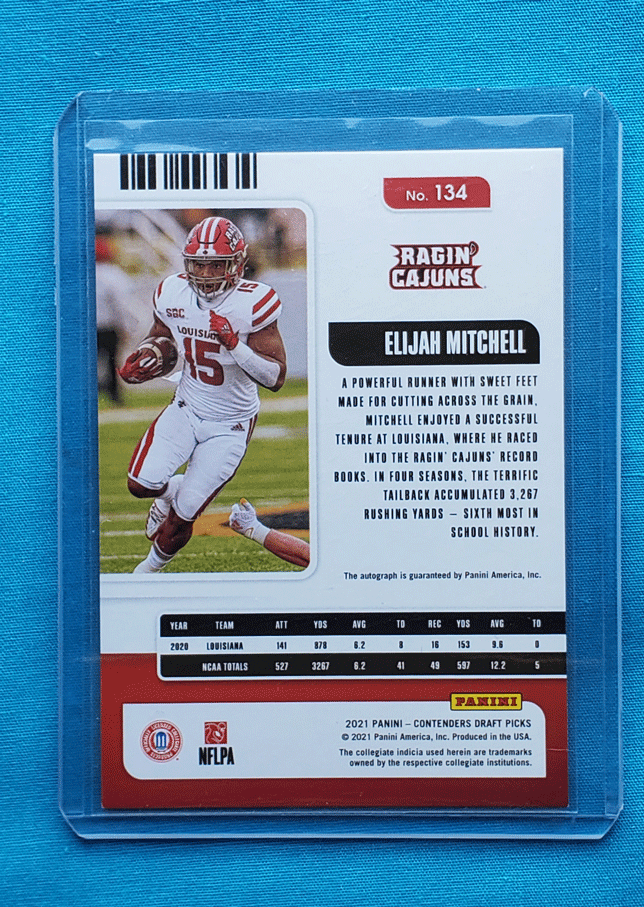 No. 134
RAGIN'
CAJUNS
SBC
LOUISIA
15
15
ELIJAH MITCHELL
A POWERFUL RUNNER WITH SWEET FEET
MADE FOR CUTTING ACROSS THE GRAIN,
MITCHELL ENJOYED A SUCCESSFUL
TENURE AT LOUISIANA, WHERE HE RACED
INTO THE RAGIN' CAJUNS' RECORD
BOOKS. IN FOUR SEASONS, THE TERRIFIC
TAILBACK ACCUMULATED 3,267
RUSHING YARDS – SIXTH MOST IN
SCHOOL HISTORY.
The autograph is guaranteed by Panini America, Inc.
YEAR TEAM ATT YDS AVG TD REC YDS AVG TD
2020 LOUISIANA 141 878 6.2 8 16 153 9.6 0
NCAA TOTALS 527 3267 6.2 41 49 597 12.2 5
PANINI
NFLPA
2021 PANINI – CONTENDERS DRAFT PICKS
© 2021 Panini America, Inc. Produced in the USA.
The collegiate indicia used herein are trademarks
owned by the respective collegiate institutions.